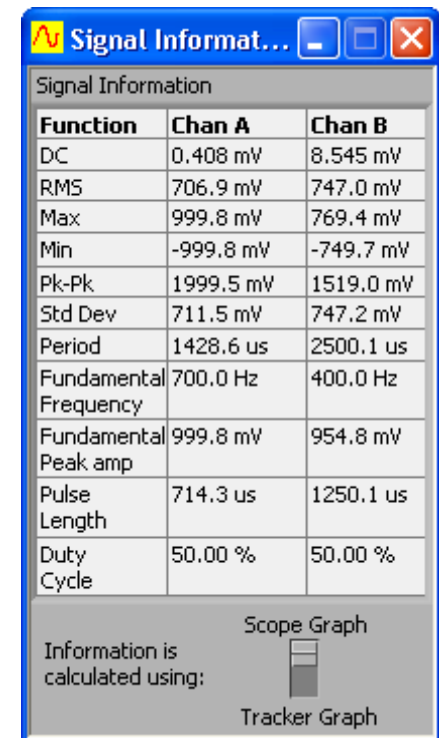 Signal Informat...
Signal Information
Function Chan A Chan B
DC 0.408 mV 8.545 mV
RMS 706.9 mV 747.0 mV
Max 999.8 mV 769.4 mV
Min -999.8 mV -749.7 mV
Pk-Pk 1999.5 mV 1519.0 mV
Std Dev 711.5 mV 747.2 mV
Period 1428.6 us 2500.1 us
Fundamental 700.0 Hz 400.0 Hz
Frequency
Fundamental 999.8 mV 954.8 mV
Peak amp
Pulse 714.3 us 1250.1 us
Length
Duty 50.00 % 50.00 %
Cycle
Scope Graph
Information is
calculated using:
Tracker Graph